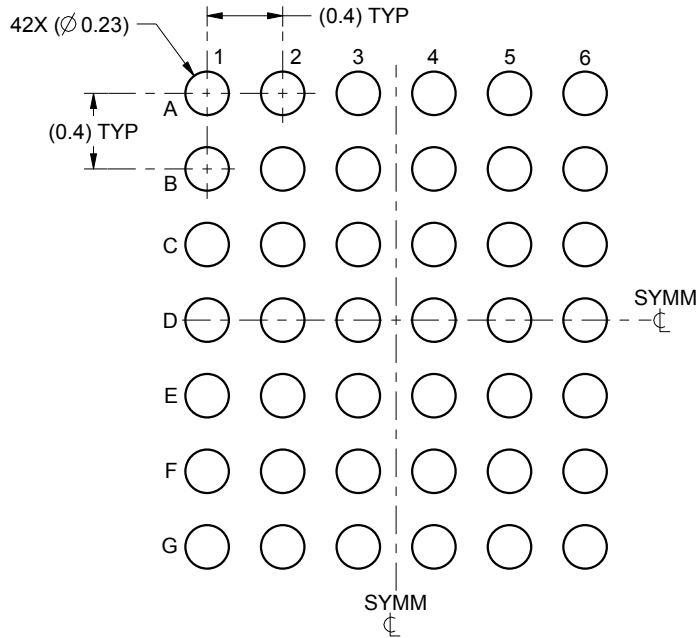 (0.4) TYP
42X (∅ 0.23)
1 2 3 4 5 6
A
(0.4) TYP
B
C
SYMM
D
℄
E
F
G
SYMM
℄